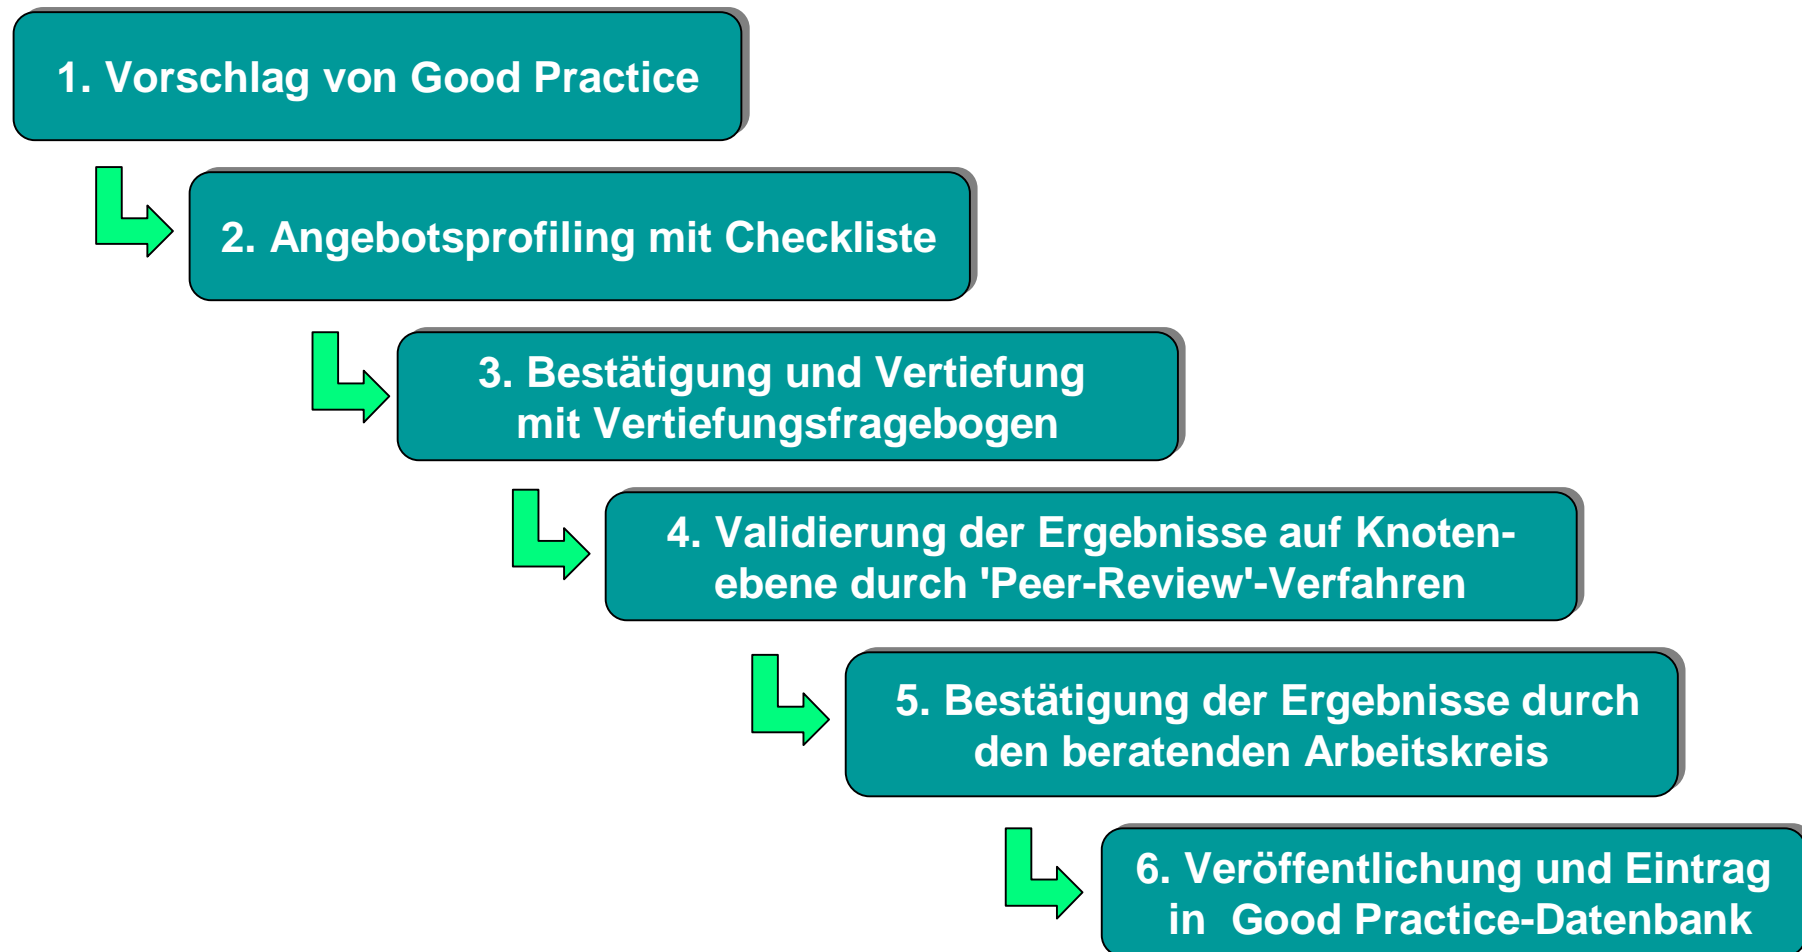 1. Vorschlag von Good Practice
2. Angebotsprofiling mit Checkliste
3. Bestätigung und Vertiefung
mit Vertiefungsfragebogen
4. Validierung der Ergebnisse auf Knoten-
ebene durch 'Peer-Review'-Verfahren
5. Bestätigung der Ergebnisse durch
den beratenden Arbeitskreis
6. Veröffentlichung und Eintrag
in  Good Practice-Datenbank